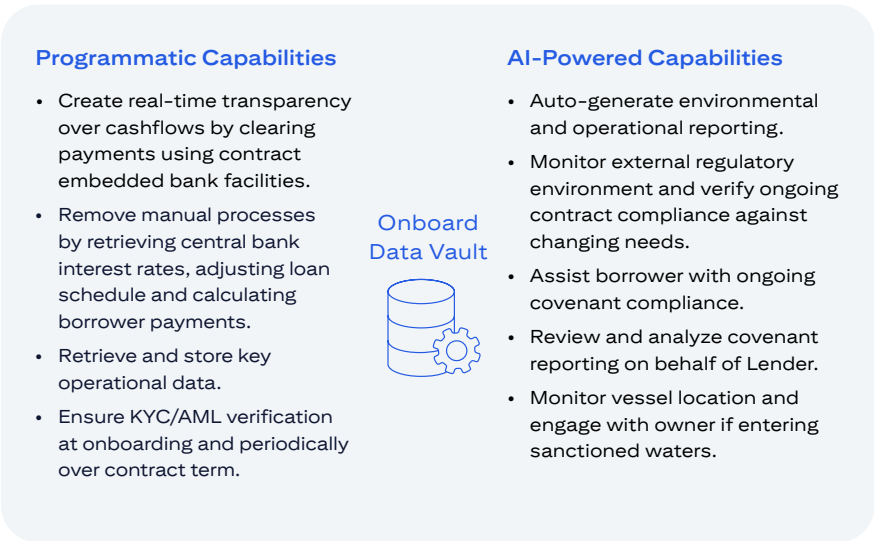 Programmatic Capabilities
• Create real-time transparency
over cashflows by clearing
payments using contract
embedded bank facilities.
• Remove manual processes
by retrieving central bank
interest rates, adjusting loan
schedule and calculating
borrower payments.
• Retrieve and store key
operational data.
• Ensure KYC/AML verification
at onboarding and periodically
over contract term.
Onboard
Data Vault
AI-Powered Capabilities
• Auto-generate environmental
and operational reporting.
• Monitor external regulatory
environment and verify ongoing
contract compliance against
changing needs.
• Assist borrower with ongoing
covenant compliance.
• Review and analyze covenant
reporting on behalf of Lender.
• Monitor vessel location and
engage with owner if entering
sanctioned waters.